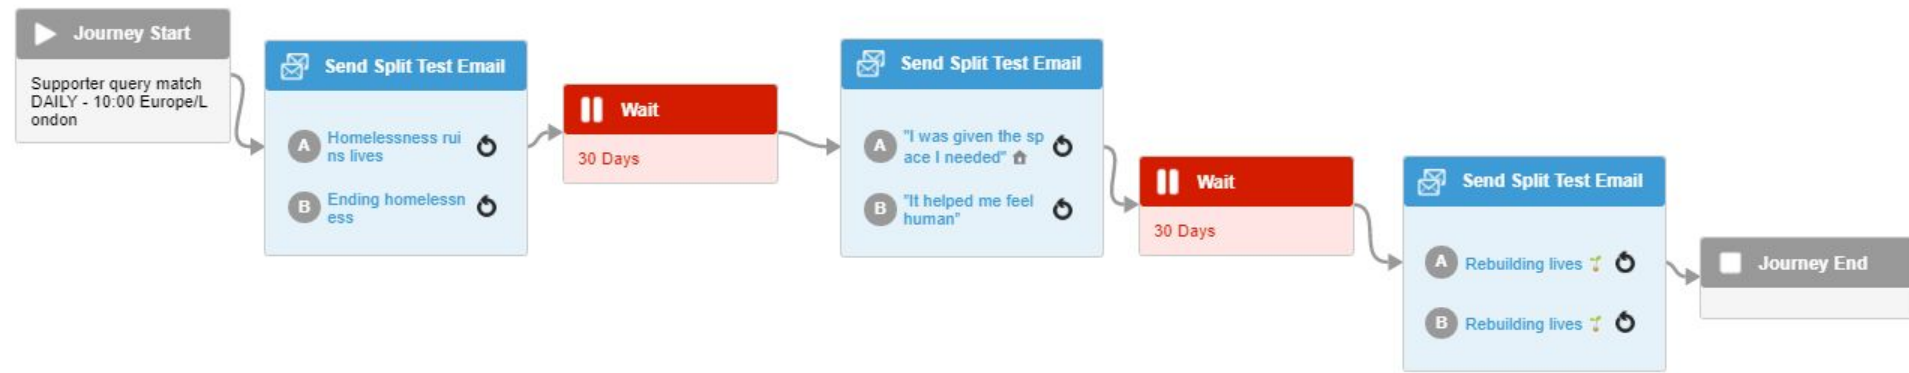 Journey Start
Supporter query match
DAILY - 10:00 Europe/L
ondon
Send Split Test Email
A
Homelessness rui
ns lives
B
Ending homelessn
ess
Wait
30 Days
Send Split Test Email
A
"I was given the sp
ace I needed"
B
"It helped me feel
human"
Wait
30 Days
Send Split Test Email
A
Rebuilding lives
B
Rebuilding lives
Journey End